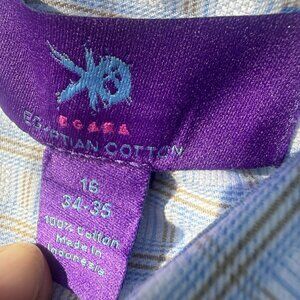 EGARA
EGYPTIAN COTTON
16
34-35
100% Cotton
Made in
Indonesia